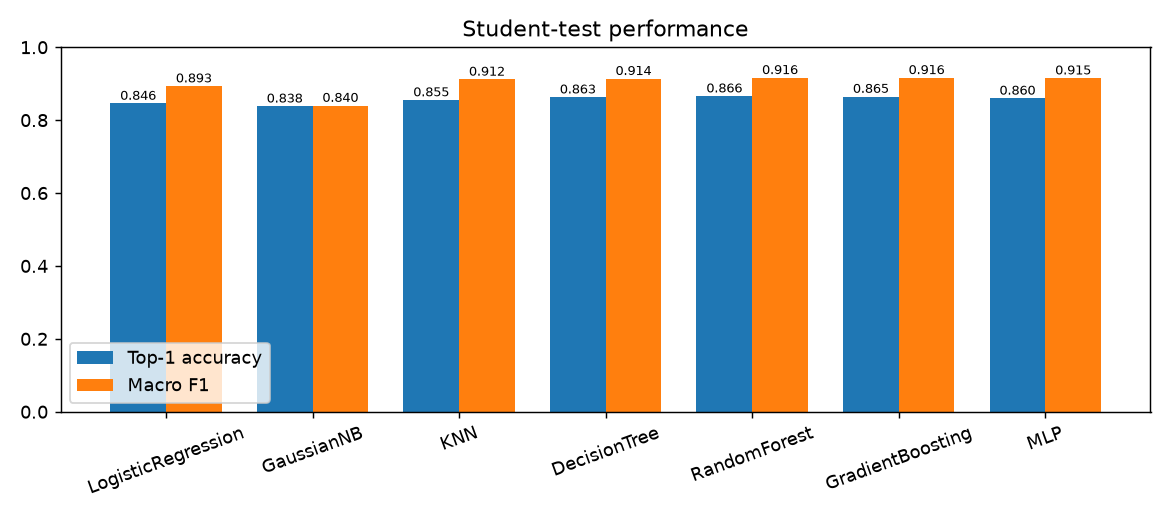 Student-test performance
1.0
0.8
0.6
0.4
0.2
0.0
0.846
0.893
0.838
0.840
0.855
0.912
0.863
0.914
0.866
0.916
0.865
0.916
0.860
0.915
Top-1 accuracy
Macro F1
LogisticRegression
GaussianNB
KNN
DecisionTree
RandomForest
GradientBoosting
MLP